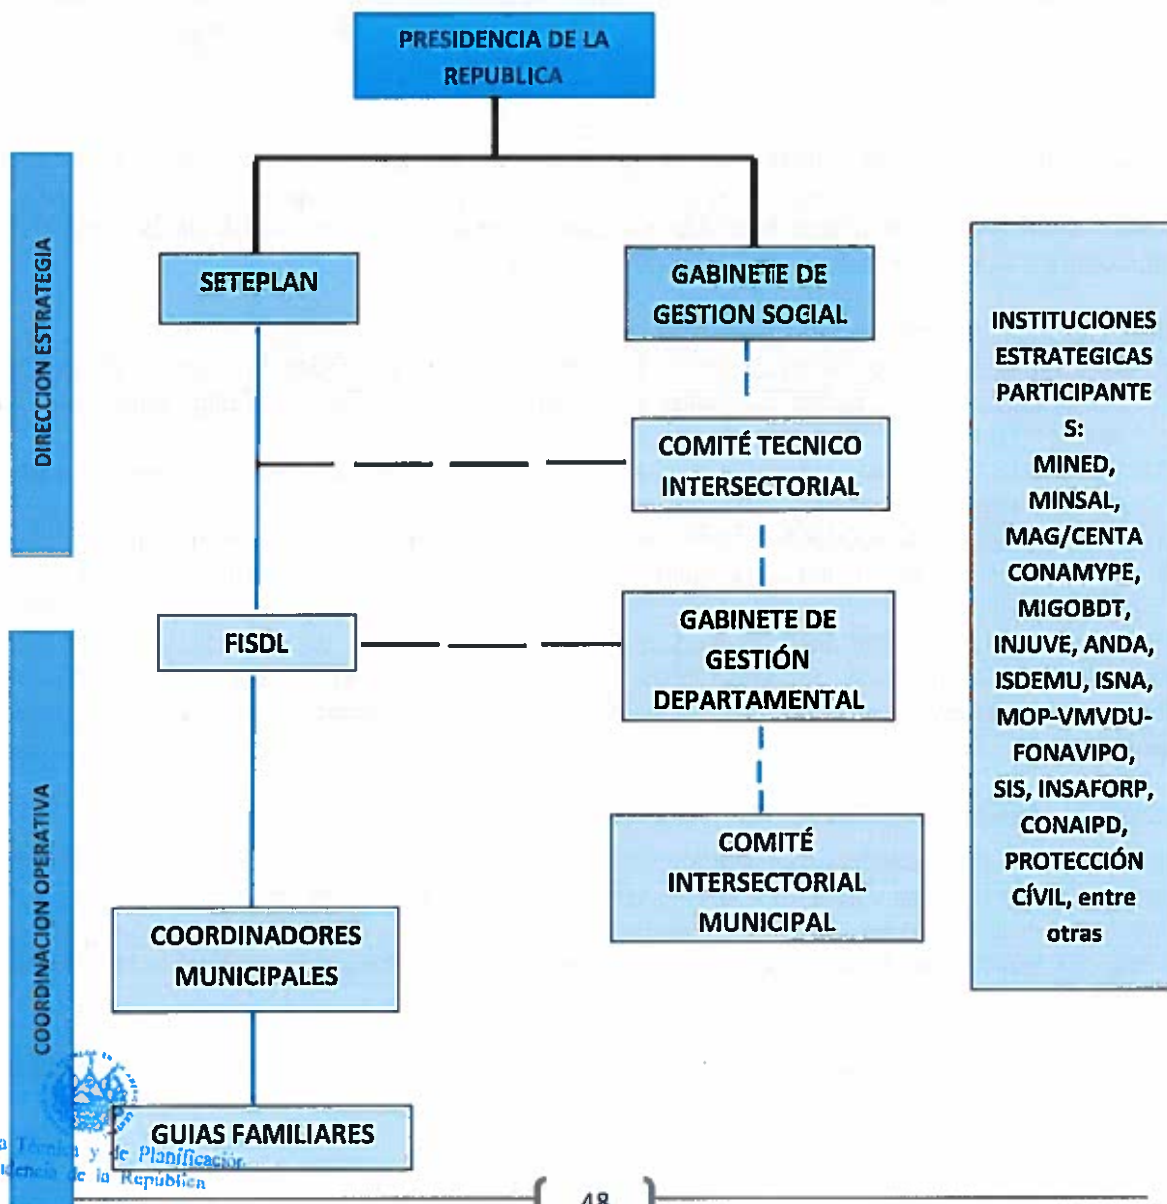 PRESIDENCIA DE LA
REPUBLICA
DIRECCION ESTRATEGIA
SETEPLAN
GABINETE DE
GESTION SOCIAL
COMITÉ TECNICO
INTERSECTORIAL
FISDL
GABINETE DE
GESTIÓN
DEPARTAMENTAL
COORDINACION OPERATIVA
COMITÉ
INTERSECTORIAL
MUNICIPAL
COORDINADORES
MUNICIPALES
GUIAS FAMILIARES
INSTITUCIONES
ESTRATEGICAS
PARTICIPANTE
S:
MINED,
MINSAL,
MAG/CENTA
CONAMYPE,
MIGOBDT,
INJUVE, ANDA,
ISDEMU, ISNA,
MOP-VMVDU-
FONAVIPO,
SIS, INSAFORP,
CONAIPD,
PROTECCIÓN
CÍVIL, entre
otras
Técnica y de Planificación
de la República
48